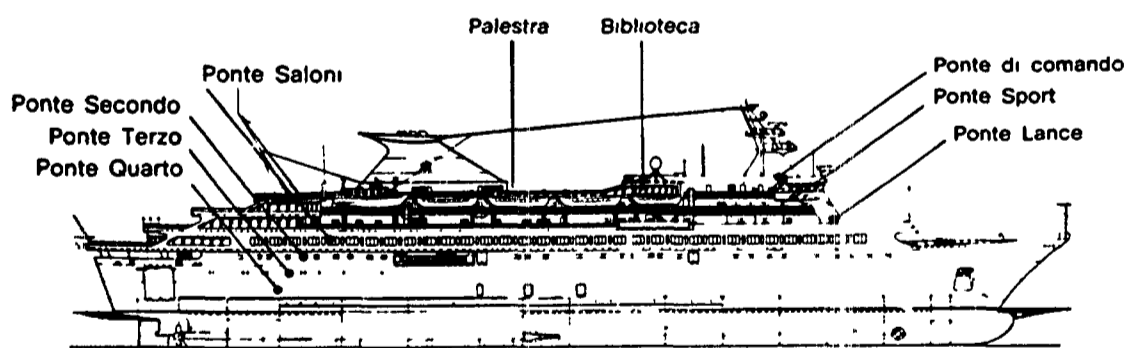 Palestra
Biblioteca
Ponte Saloni
Ponte di comando
Ponte Secondo
Ponte Sport
Ponte Terzo
Ponte Lance
Ponte Quarto